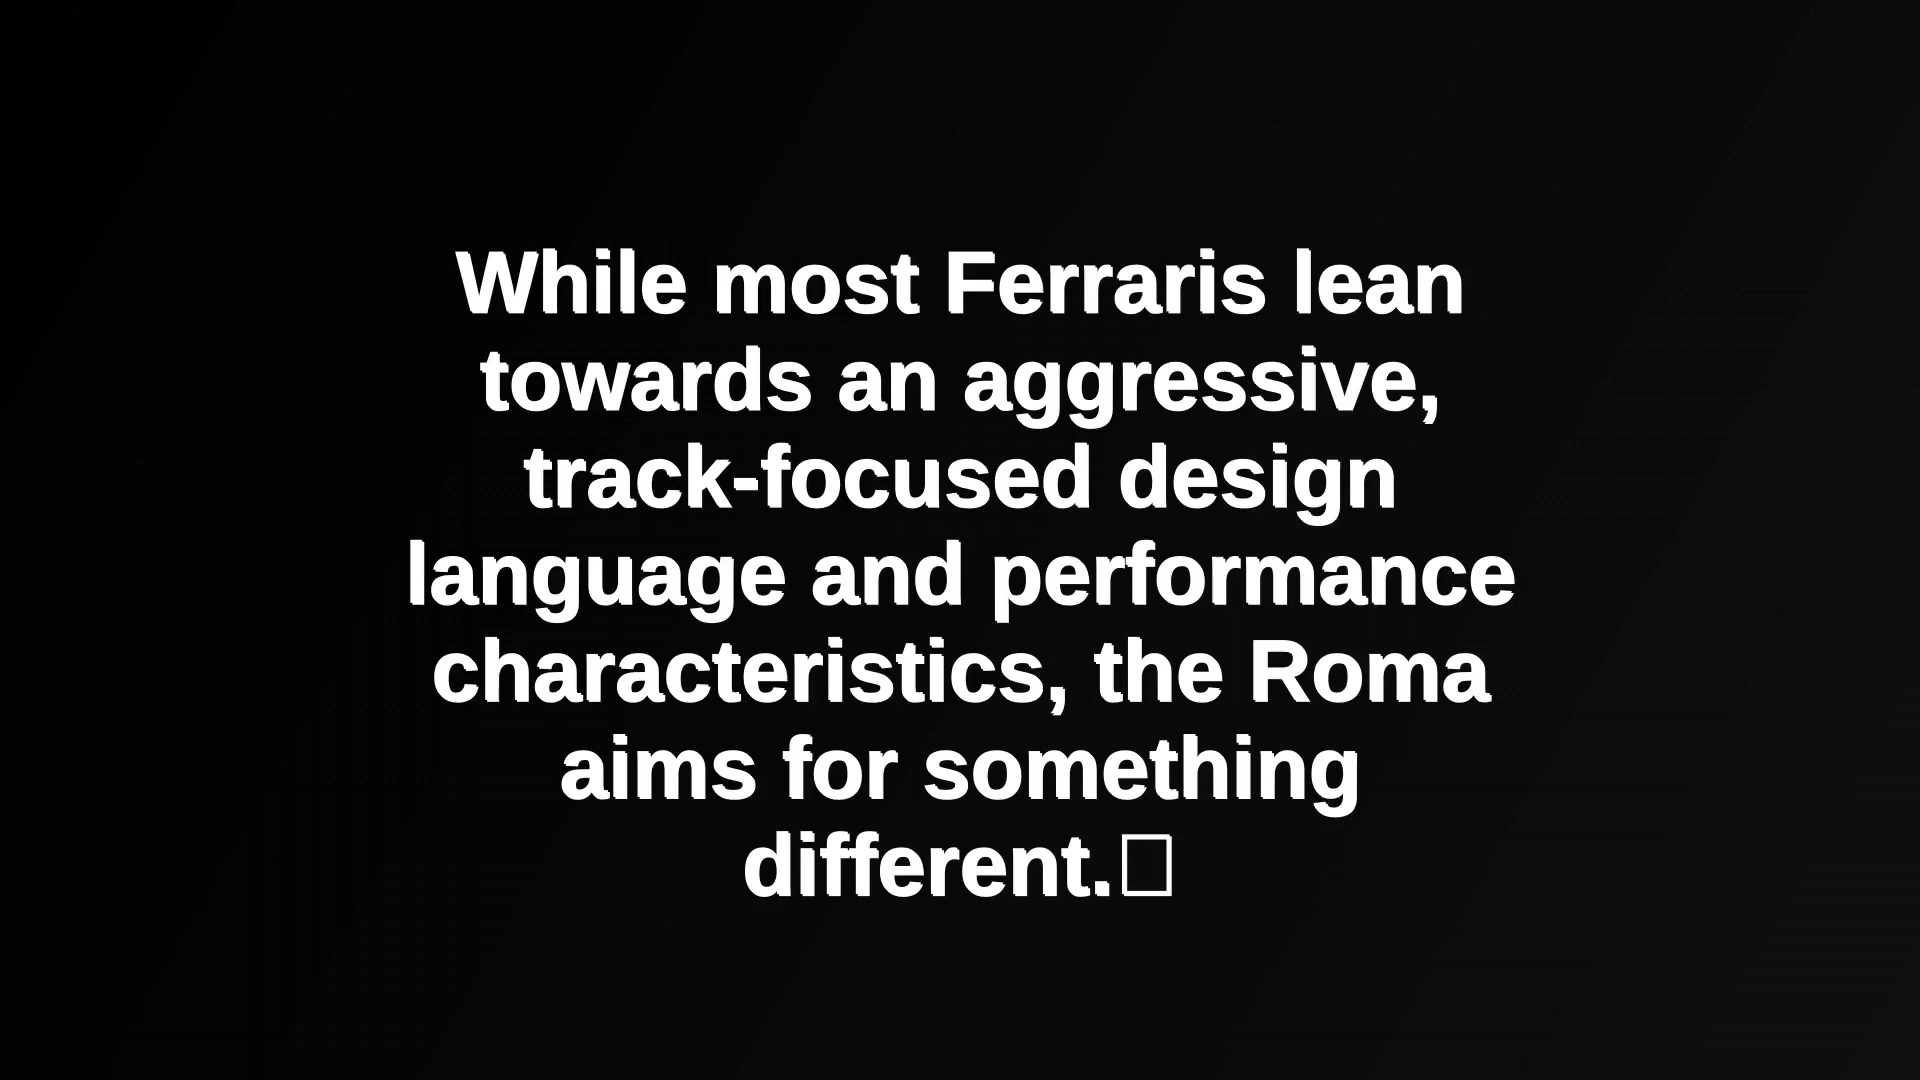 While most Ferraris lean
towards an aggressive,
track-focused design
language and performance
characteristics, the Roma
aims for something
different.